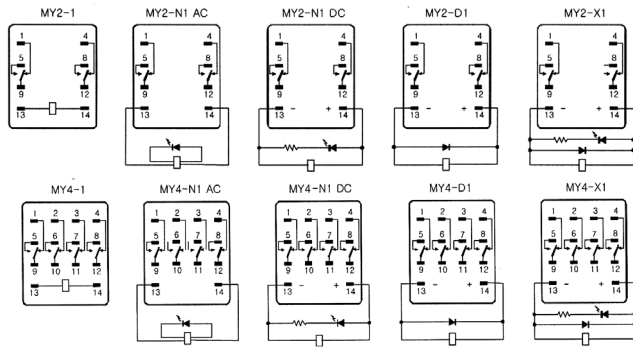 MY2-1 MY2-N1 AC MY2-N1 DC MY2-D1 MY2-X1
1 4 1 4 1 4 1 4 1 4
5 8 5 8 5 8 5 8 5 8
9 12 9 12 9 12 9 12 9 12
13 14 13 14 13 - + 14 13 - + 14 13 - + 14
MY4-1 MY4-N1 AC MY4-N1 DC MY4-D1 MY4-X1
1 2 3 4 1 2 3 4 1 2 3 4 1 2 3 4 1 2 3 4
5 6 7 8 5 6 7 8 5 6 7 8 5 6 7 8 5 6 7 8
9 10 11 12 9 10 11 12 9 10 11 12 9 10 11 12 9 10 11 12
13 14 13 14 13 - + 14 13 - + 14 13 - + 14